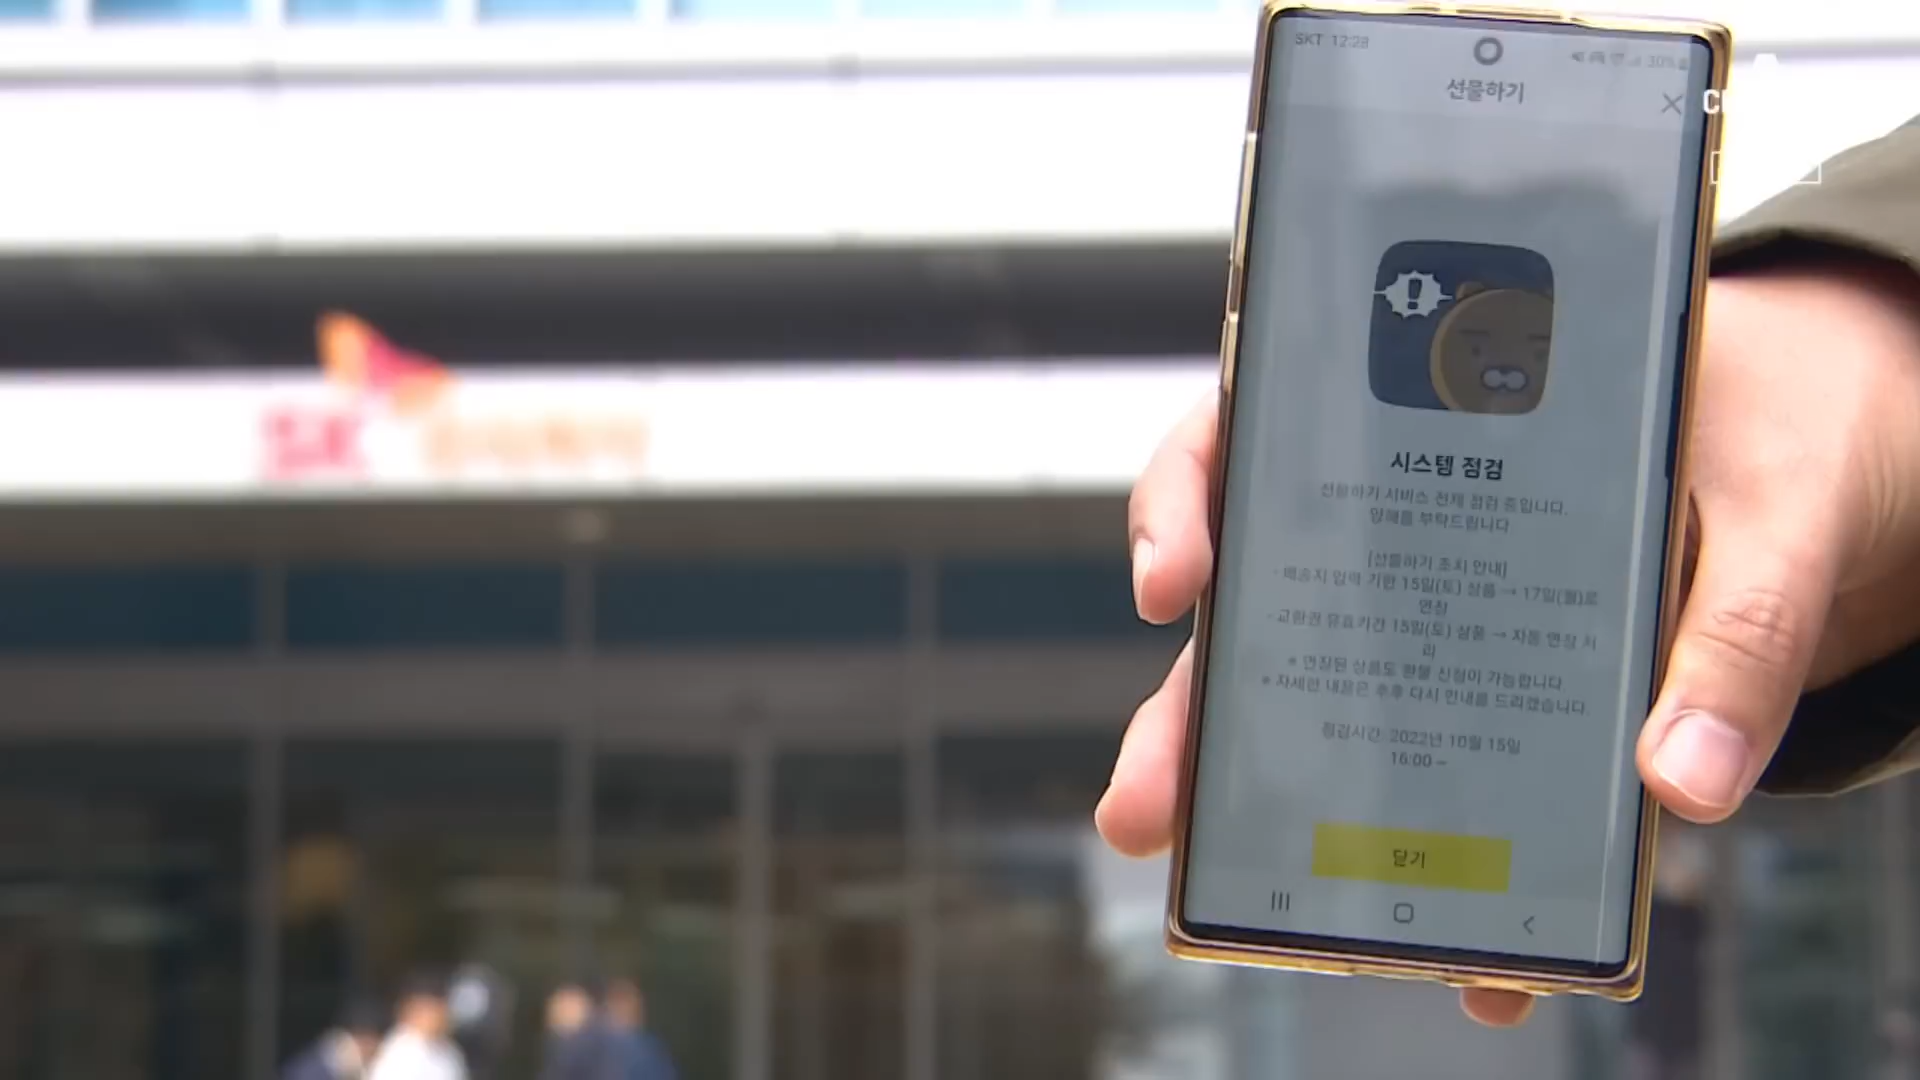 SKT 12:28
30%
선물하기
시스템 점검
선물하기 서비스 전체 점검 중입니다.
양해를 부탁드립니다
[선물하기 조치 안내]
- 배송지 입력 기한 15일(토) 상품 → 17일(월)로
연장
- 교환권 유효기간 15일(토) 상품 → 자동 연장 처
리
* 연장된 상품도 환불 신청이 가능합니다
* 자세한 내용은 추후 다시 안내를 드리겠습니다.
점검시간: 2022년 10월 15일
16:00 ~
닫기
SK